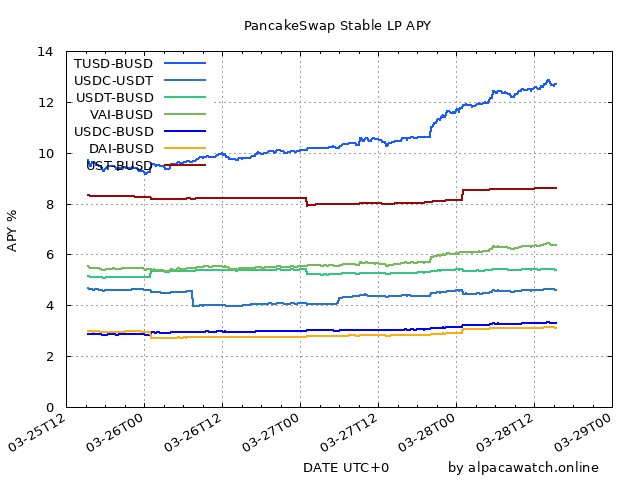 PancakeSwap Stable LP APY
14
12
10
8
6
4
2
0
APY %
TUSD-BUSD
USDC-USDT
USDT-BUSD
VAI-BUSD
USDC-BUSD
DAI-BUSD
UST-BUSD
03-25T12
03-26T00
03-26T12
03-27T00
03-27T12
03-28T00
03-28T12
03-29T00
DATE UTC+0
by alpacawatch.online